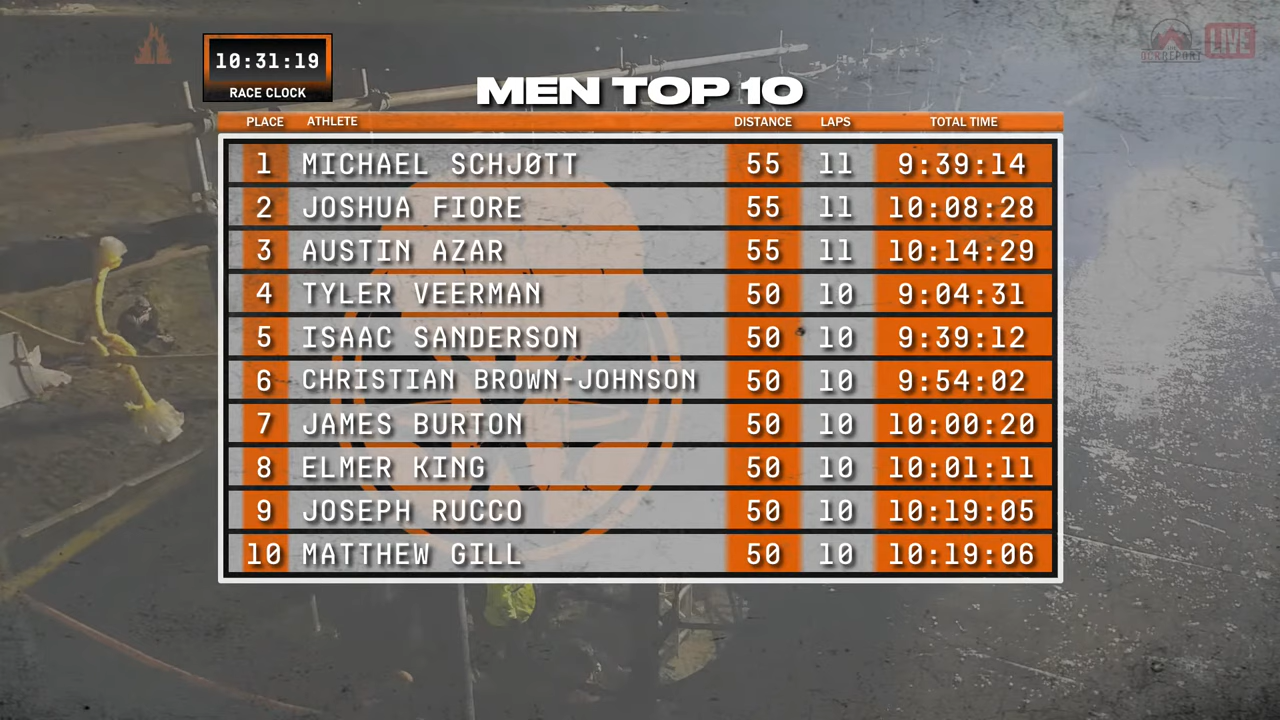 10:31:19
RACE CLOCK
LIVE
MEN TOP 10
PLACE ATHLETE DISTANCE LAPS TOTAL TIME
1 MICHAEL SCHJØTT 55 11 9:39:14
2 JOSHUA FIORE 55 11 10:08:28
3 AUSTIN AZAR 55 11 10:14:29
4 TYLER VEERMAN 50 10 9:04:31
5 ISAAC SANDERSON 50 10 9:39:12
6 CHRISTIAN BROWN-JOHNSON 50 10 9:54:02
7 JAMES BURTON 50 10 10:00:20
8 ELMER KING 50 10 10:01:11
9 JOSEPH RUCCO 50 10 10:19:05
10 MATTHEW GILL 50 10 10:19:06